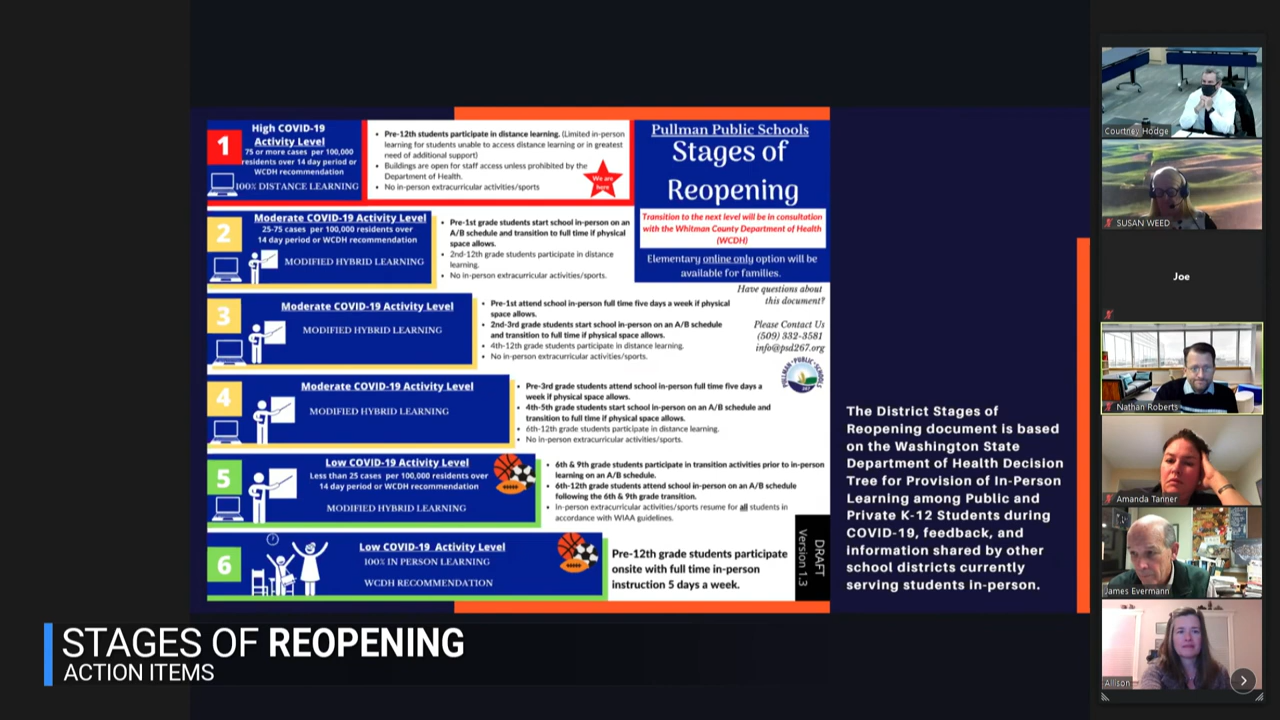 1
High COVID-19
Activity Level
75 or more cases per 100,000
residents over 14 day period or
WCDH recommendation
100% DISTANCE LEARNING
• Pre-12th students participate in distance learning. (Limited in-person
learning for students unable to access distance learning or in greatest
need of additional support)
• Buildings are open for staff access unless prohibited by the
Department of Health.
• No in-person extracurricular activities/sports
We are
here
Pullman Public Schools
Stages of
Reopening
Transition to the next level will be in consultation
with the Whitman County Department of Health
(WCDH)
Elementary online only option will be
available for families.
2
Moderate COVID-19 Activity Level
25-75 cases per 100,000 residents over
14 day period or WCDH recommendation
MODIFIED HYBRID LEARNING
• Pre-1st grade students start school in-person on an
A/B schedule and transition to full time if physical
space allows.
• 2nd-12th grade students participate in distance
learning.
• No in-person extracurricular activities/sports.
Have questions about
this document?
Please Contact Us
(509) 332-3581
info@psd267.org
PULLMAN PUBLIC SCHOOLS
3
Moderate COVID-19 Activity Level
MODIFIED HYBRID LEARNING
• Pre-1st attend school in-person full time five days a week if physical
space allows.
• 2nd-3rd grade students start school in-person on an A/B schedule
and transition to full time if physical space allows.
• 4th-12th grade students participate in distance learning.
• No in-person extracurricular activities/sports.
4
Moderate COVID-19 Activity Level
MODIFIED HYBRID LEARNING
• Pre-3rd grade students attend school in-person full time five days a
week if physical space allows.
• 4th-5th grade students start school in-person on an A/B schedule and
transition to full time if physical space allows.
• 6th-12th grade students participate in distance learning.
• No in-person extracurricular activities/sports.
5
Low COVID-19 Activity Level
Less than 25 cases per 100,000 residents over
14 day period or WCDH recommendation
MODIFIED HYBRID LEARNING
• 6th & 9th grade students participate in transition activities prior to in-person
learning on an A/B schedule.
• 6th-12th grade students attend school in-person on an A/B schedule
following the 6th & 9th grade transition.
• In-person extracurricular activities/sports resume for all students in
accordance with WIAA guidelines.
6
Low COVID-19 Activity Level
100% IN PERSON LEARNING
WCDH RECOMMENDATION
Pre-12th grade students participate
onsite with full time in-person
instruction 5 days a week.
DRAFT
Version 1.3
The District Stages of
Reopening document is based
on the Washington State
Department of Health Decision
Tree for Provision of In-Person
Learning among Public and
Private K-12 Students during
COVID-19, feedback, and
information shared by other
school districts currently
serving students in-person.
STAGES OF REOPENING
ACTION ITEMS
Courtney Hodge
SUSAN WEED
Joe
Nathan Roberts
Amanda Tanner
James Evermann
Allison